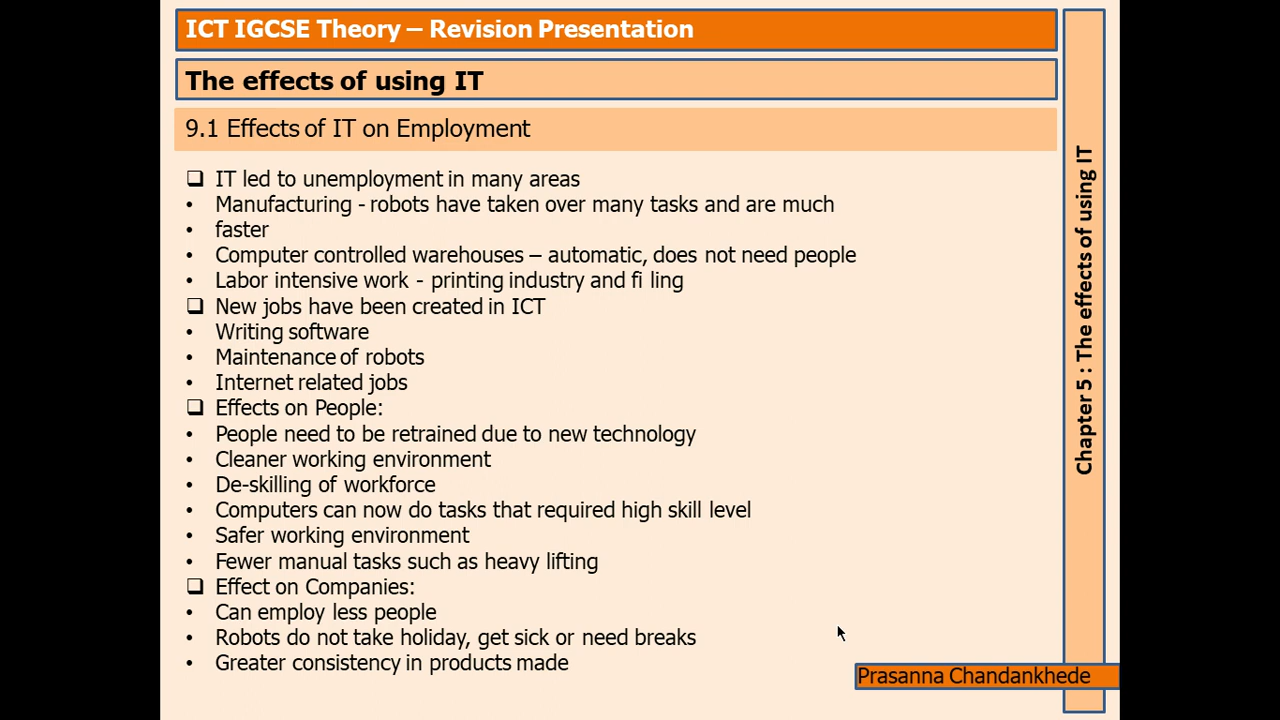 ICT IGCSE Theory – Revision Presentation
The effects of using IT
9.1 Effects of IT on Employment
❑ IT led to unemployment in many areas
• Manufacturing - robots have taken over many tasks and are much
• faster
• Computer controlled warehouses – automatic, does not need people
• Labor intensive work - printing industry and fi ling
❑ New jobs have been created in ICT
• Writing software
• Maintenance of robots
• Internet related jobs
❑ Effects on People:
• People need to be retrained due to new technology
• Cleaner working environment
• De-skilling of workforce
• Computers can now do tasks that required high skill level
• Safer working environment
• Fewer manual tasks such as heavy lifting
❑ Effect on Companies:
• Can employ less people
• Robots do not take holiday, get sick or need breaks
• Greater consistency in products made
Chapter 5 : The effects of using IT
Prasanna Chandankhede